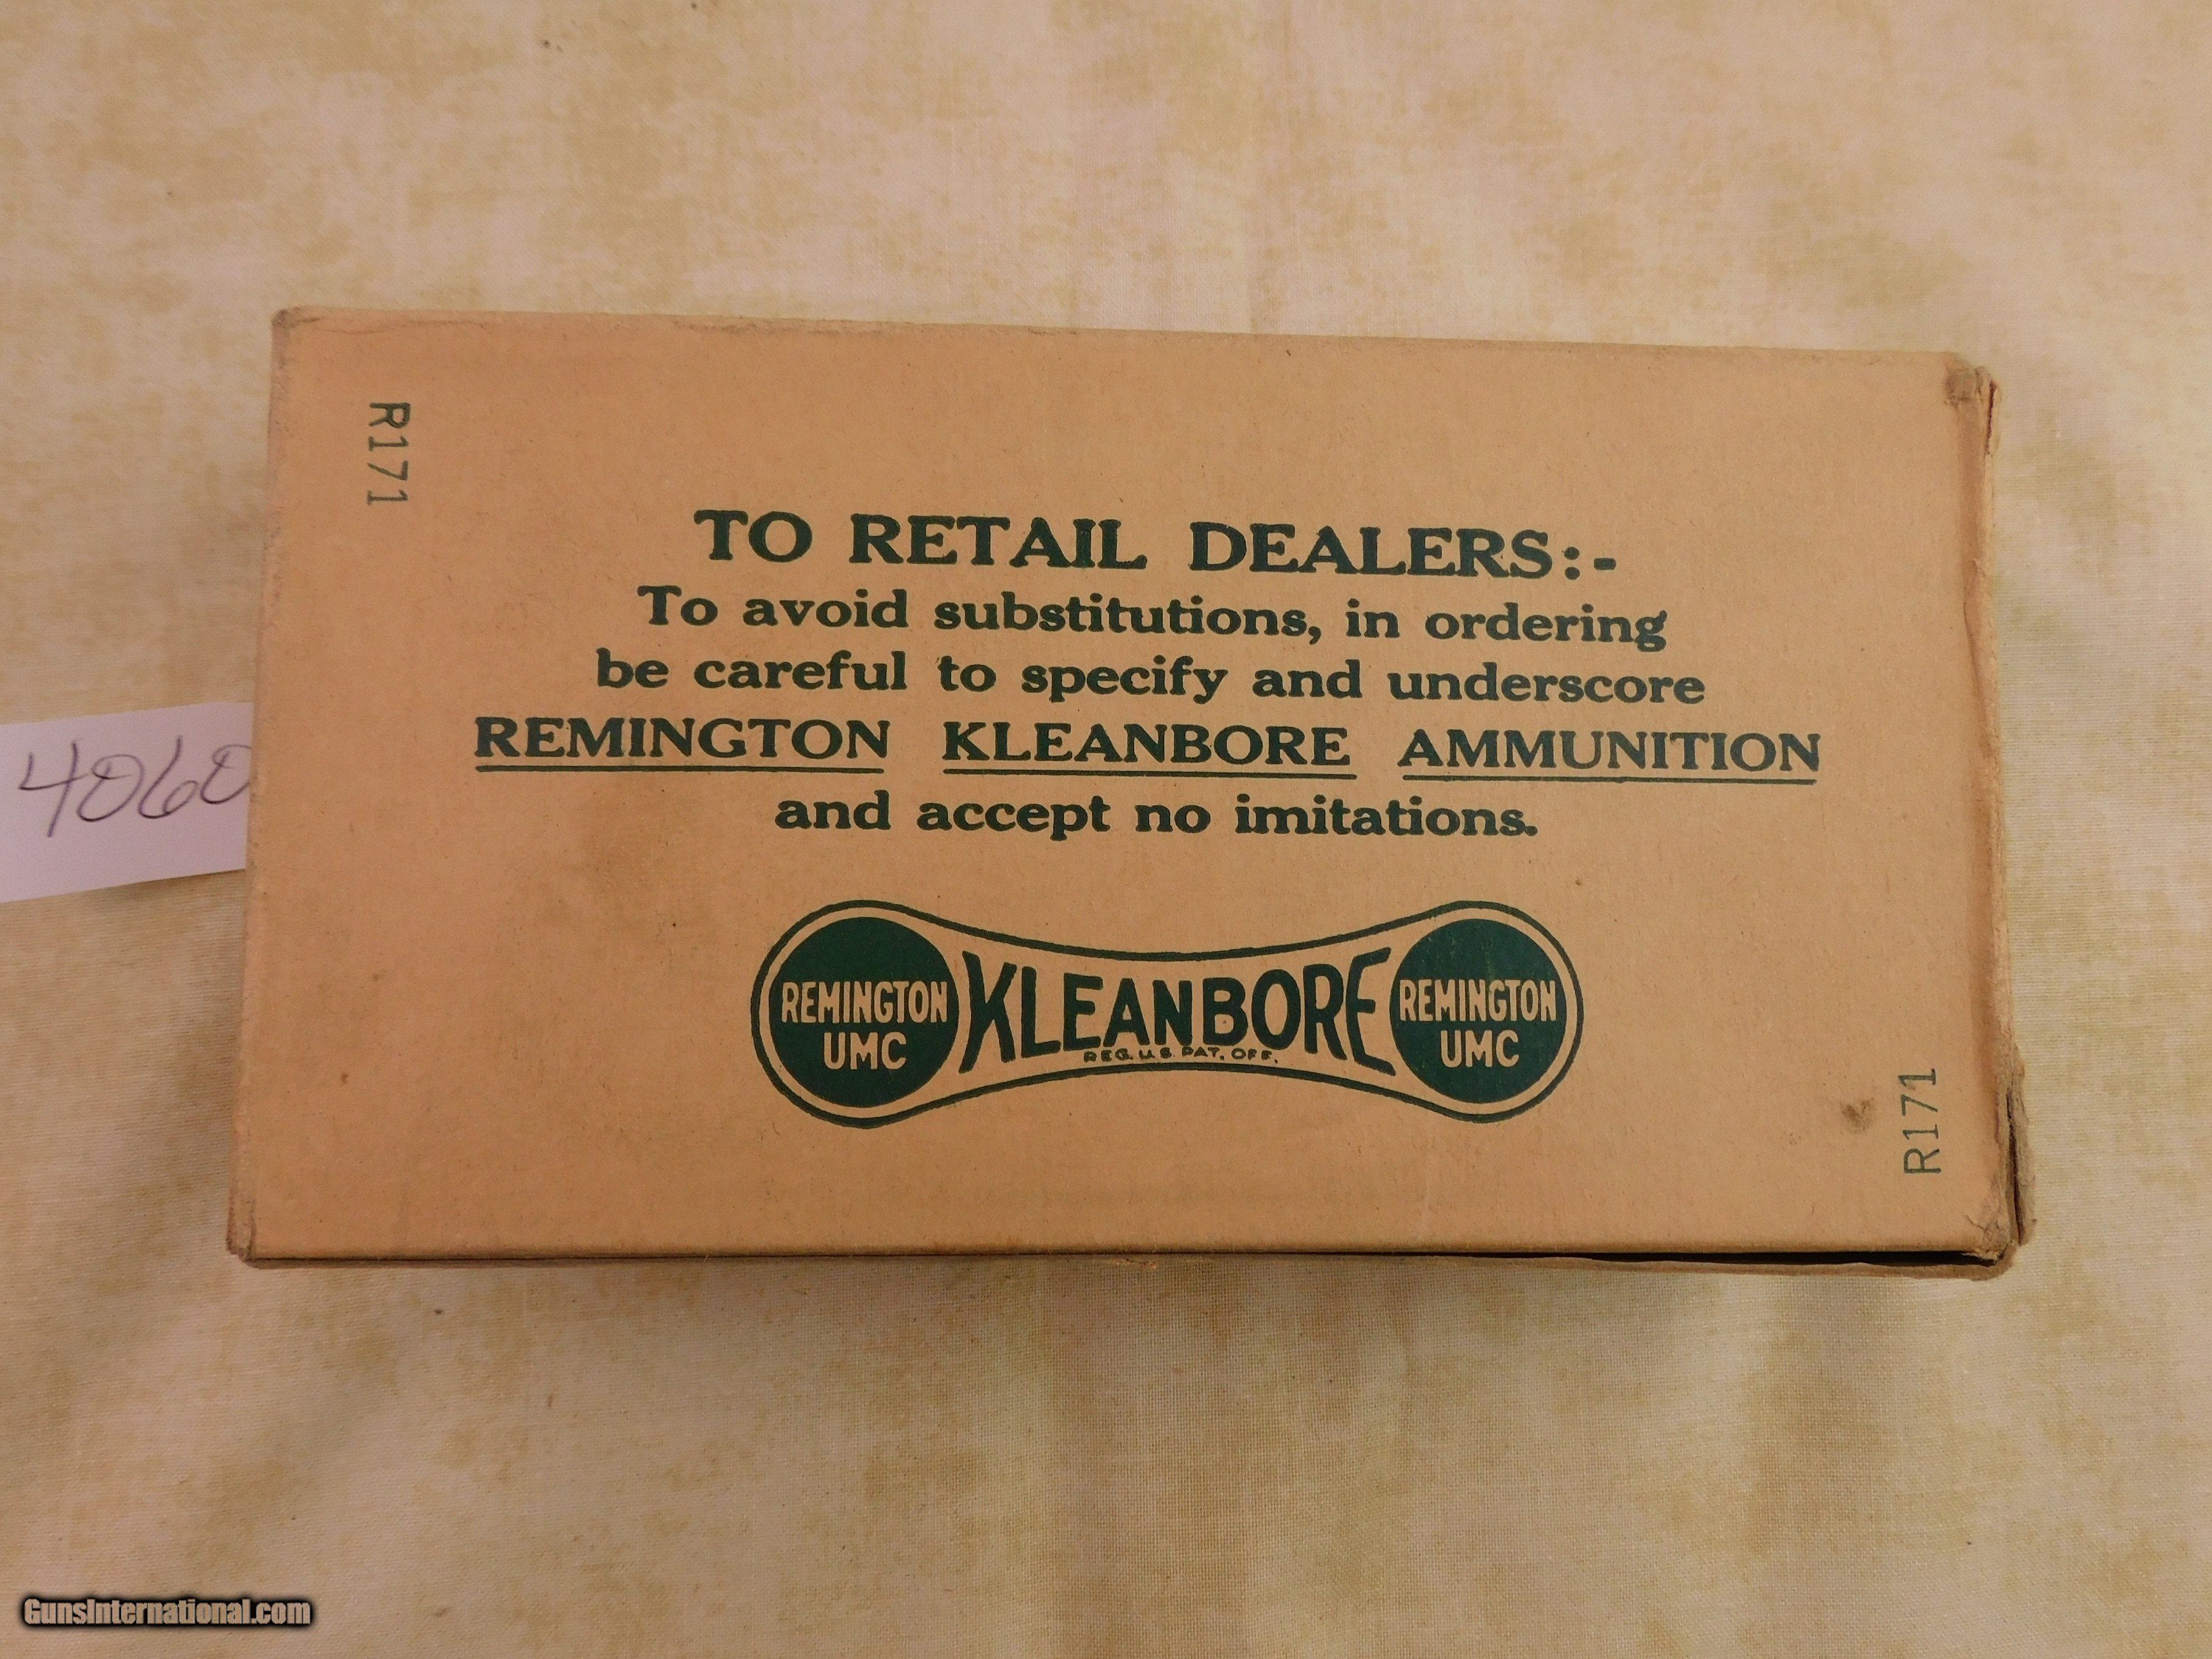 R171
TO RETAIL DEALERS:-
To avoid substitutions, in ordering
be careful to specify and underscore
REMINGTON KLEANBORE AMMUNITION
and accept no imitations.
4060
REMINGTON
UMC
KLEANBORE
REG. U.S. PAT. OFF.
REMINGTON
UMC
R171
GunsInternational.com